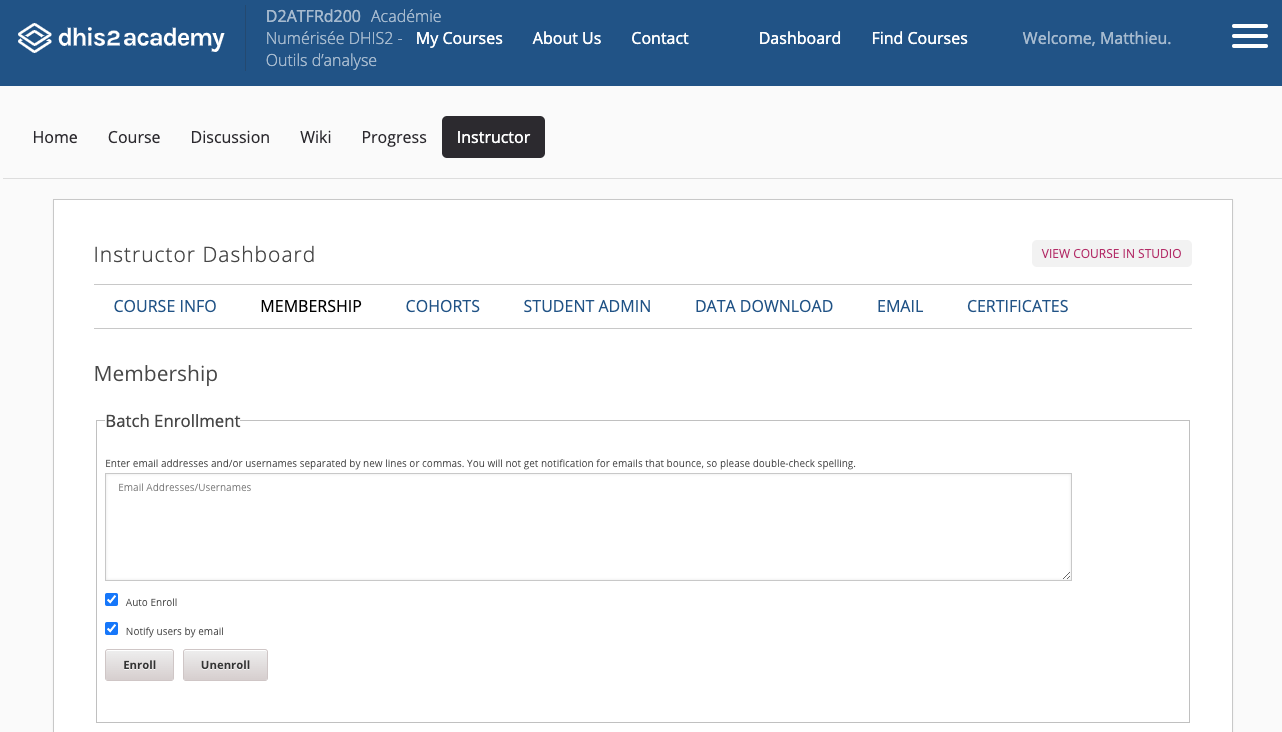 dhis2 academy
D2ATFRd200 Académie
Numérisée DHIS2 -
Outils d’analyse
My Courses About Us Contact Dashboard Find Courses Welcome, Matthieu.
Home Course Discussion Wiki Progress Instructor
Instructor Dashboard VIEW COURSE IN STUDIO
COURSE INFO MEMBERSHIP COHORTS STUDENT ADMIN DATA DOWNLOAD EMAIL CERTIFICATES
Membership
Batch Enrollment
Enter email addresses and/or usernames separated by new lines or commas. You will not get notification for emails that bounce, so please double-check spelling.
Email Addresses/Usernames
Auto Enroll
Notify users by email
Enroll Unenroll